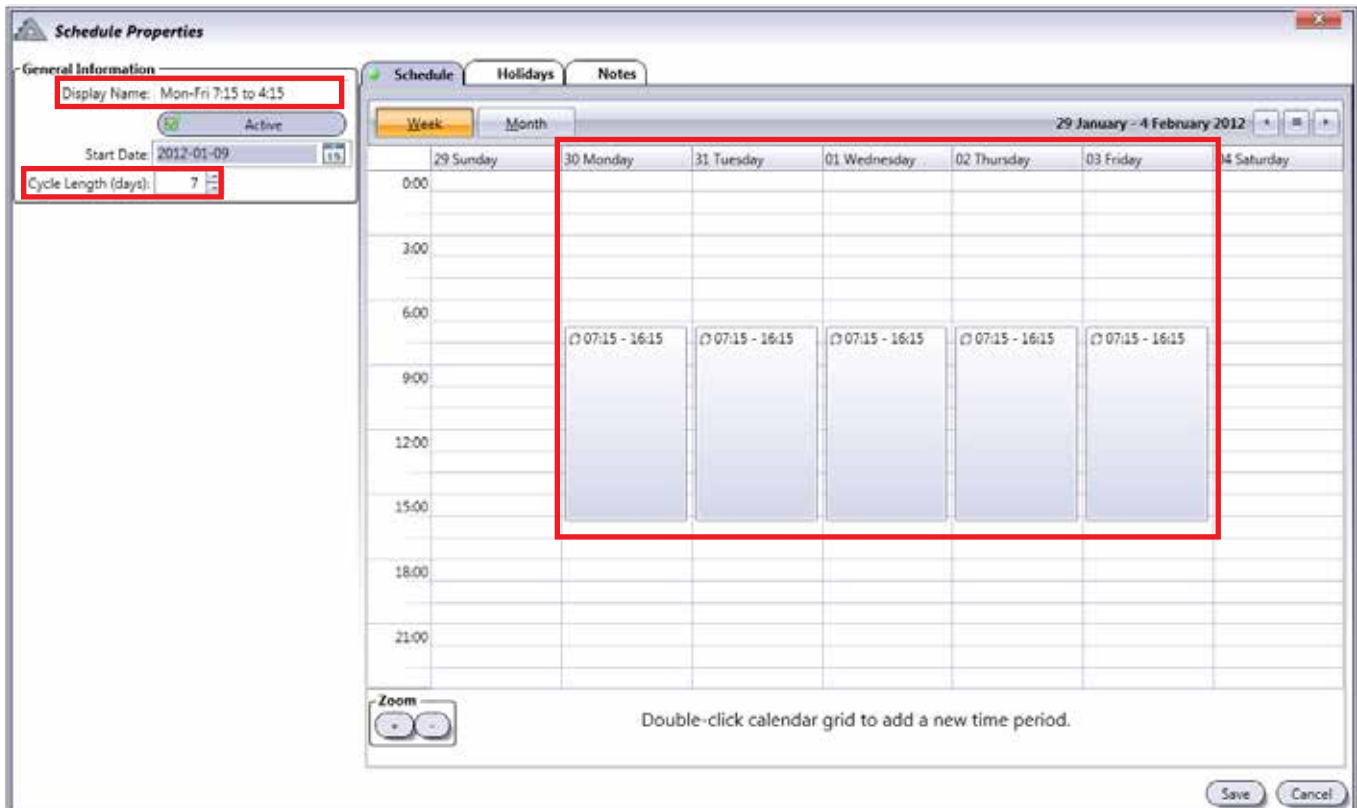 Schedule Properties
General Information
Display Name: Mon-Fri 7:15 to 4:15
Active
Start Date: 2012-01-09 15
Cycle Length (days): 7
Schedule Holidays Notes
Week Month 29 January - 4 February 2012
29 Sunday 30 Monday 31 Tuesday 01 Wednesday 02 Thursday 03 Friday 04 Saturday
0:00
3:00
6:00
07:15 - 16:15 07:15 - 16:15 07:15 - 16:15 07:15 - 16:15 07:15 - 16:15
9:00
12:00
15:00
18:00
21:00
Zoom
+ -
Double-click calendar grid to add a new time period.
Save Cancel